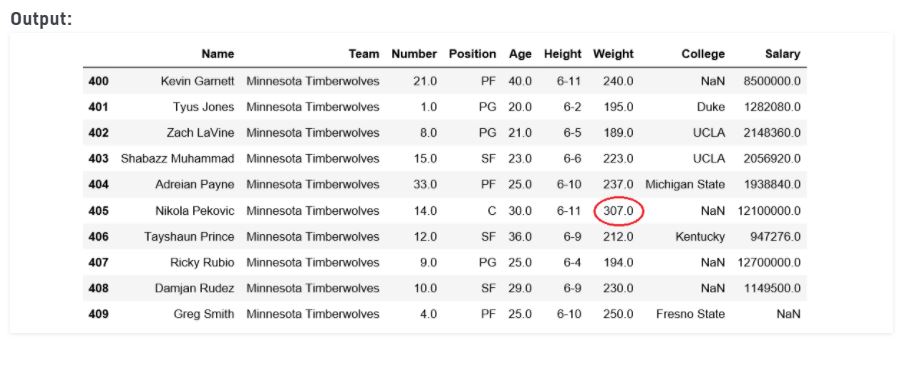 Output:
Name Team Number Position Age Height Weight College Salary
400 Kevin Garnett Minnesota Timberwolves 21.0 PF 40.0 6-11 240.0 NaN 8500000.0
401 Tyus Jones Minnesota Timberwolves 1.0 PG 20.0 6-2 195.0 Duke 1282080.0
402 Zach LaVine Minnesota Timberwolves 8.0 PG 21.0 6-5 189.0 UCLA 2148360.0
403 Shabazz Muhammad Minnesota Timberwolves 15.0 SF 23.0 6-6 223.0 UCLA 2056920.0
404 Adreian Payne Minnesota Timberwolves 33.0 PF 25.0 6-10 237.0 Michigan State 1938840.0
405 Nikola Pekovic Minnesota Timberwolves 14.0 C 30.0 6-11 307.0 NaN 12100000.0
406 Tayshaun Prince Minnesota Timberwolves 12.0 SF 36.0 6-9 212.0 Kentucky 947276.0
407 Ricky Rubio Minnesota Timberwolves 9.0 PG 25.0 6-4 194.0 NaN 12700000.0
408 Damjan Rudez Minnesota Timberwolves 10.0 SF 29.0 6-9 230.0 NaN 1149500.0
409 Greg Smith Minnesota Timberwolves 4.0 PF 25.0 6-10 250.0 Fresno State NaN